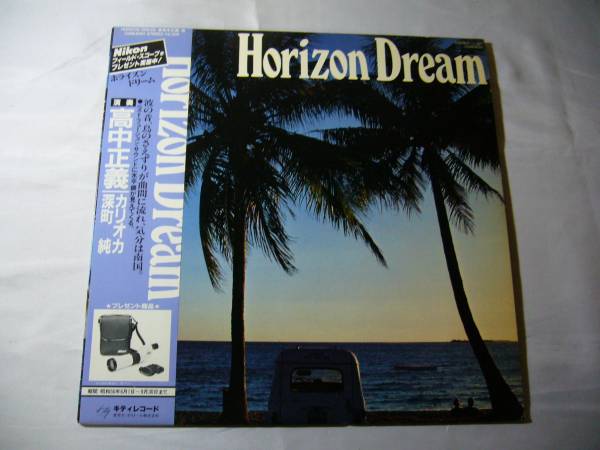 Horizon Dream
Nikon
フィールド・スコープを
プレゼント実施中!
ホライズン
ドリーム
Horizon Dream
波の音、鳥のさえずりが曲間に流れ、気分は南国。
演奏
高中正義
カリオカ
深町 純
★プレゼント商品★
キティレコード